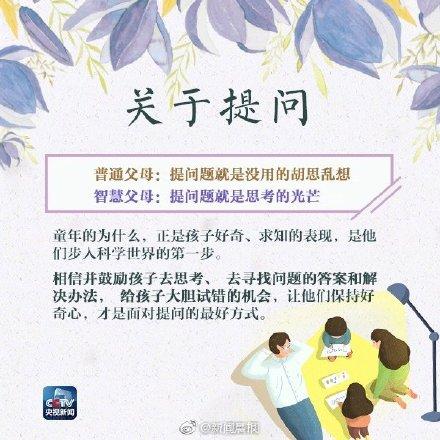 关于提问
普通父母：提问题就是没用的胡思乱想
智慧父母：提问题就是思考的光芒
童年的为什么，正是孩子好奇、求知的表现，是他
们步入科学世界的第一步。
相信并鼓励孩子去思考、 去寻找问题的答案和解
决办法， 给孩子大胆试错的机会，让他们保持好
奇心，才是面对提问的最好方式。
CCTV
央视新闻
@新闻晨报